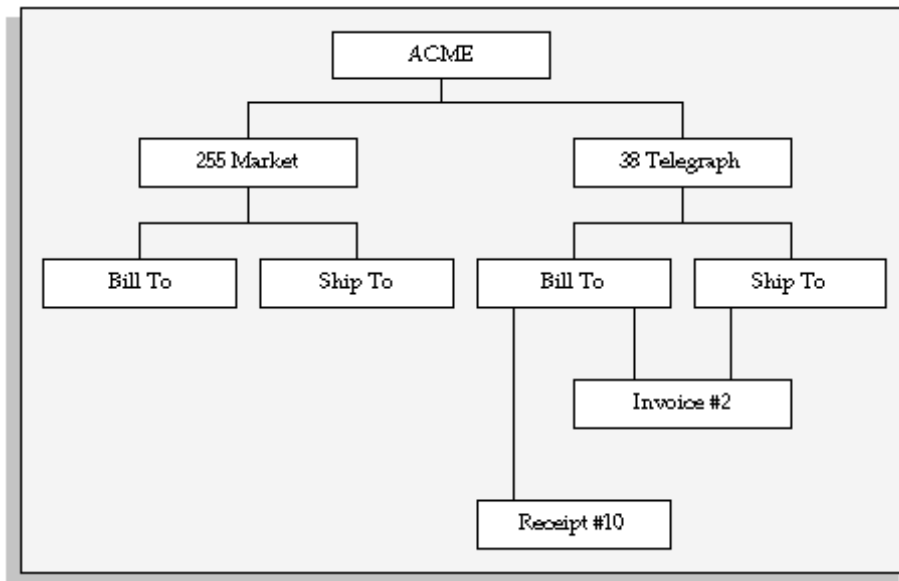 ACME
255 Market
38 Telegraph
Bill To
Ship To
Bill To
Ship To
Invoice #2
Receipt #10